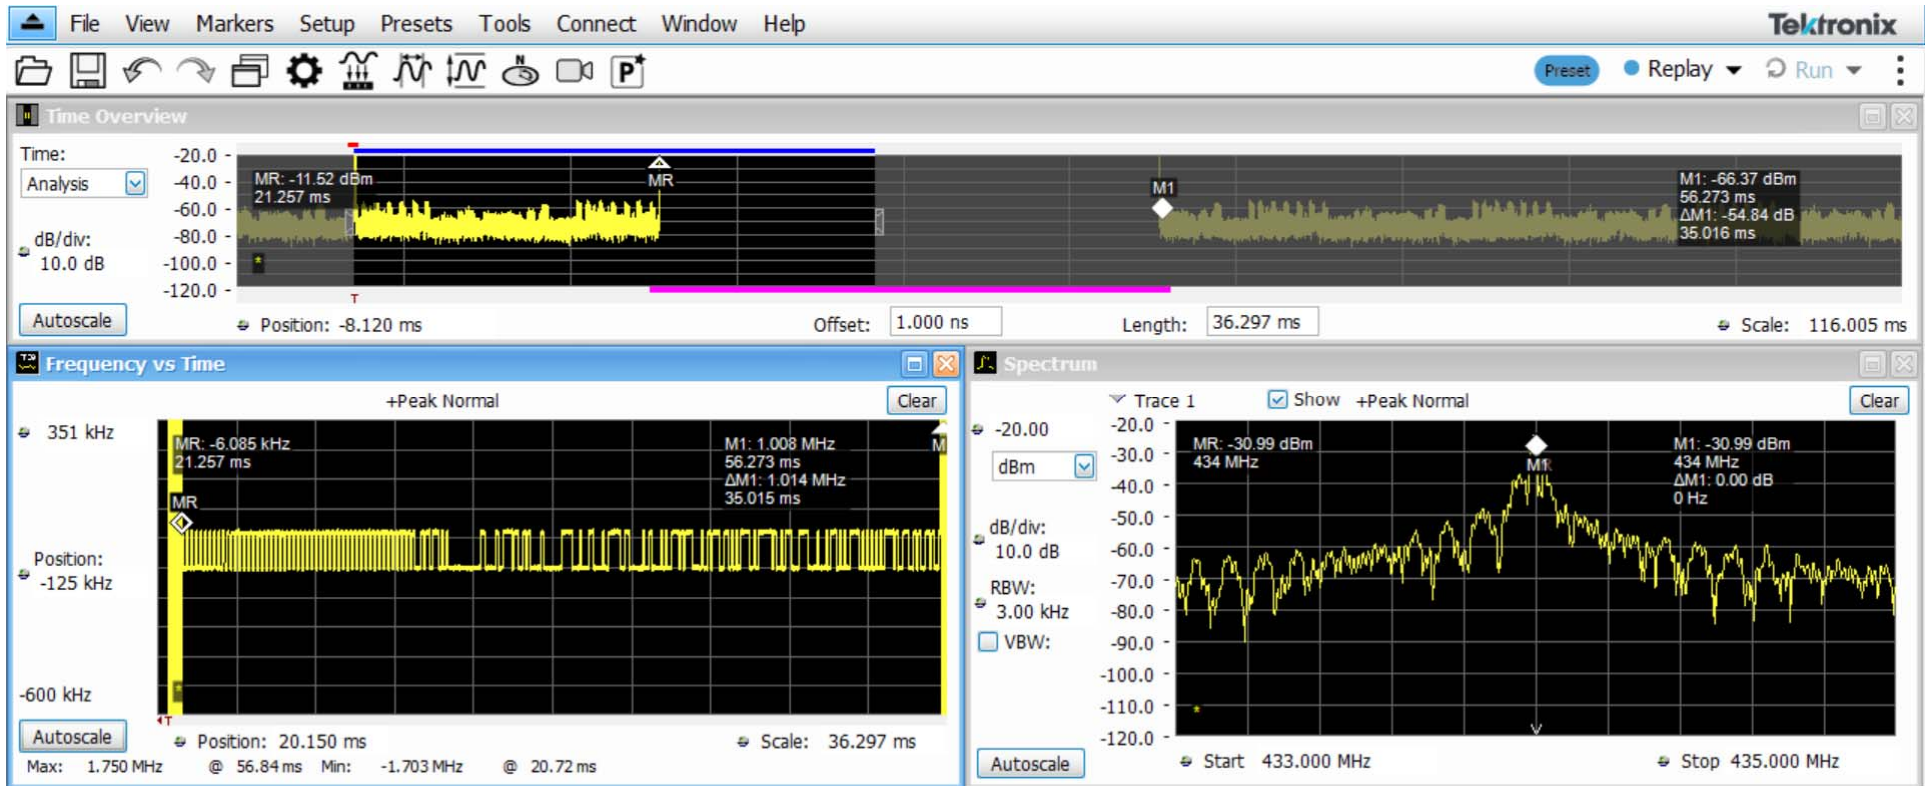 File View Markers Setup Presets Tools Connect Window Help Tektronix
P Preset Replay Run
Time Overview
Time:
Analysis
dB/div:
10.0 dB
Autoscale
-20.0
-40.0
-60.0
-80.0
-100.0
-120.0
MR: -11.52 dBm
21.257 ms
MR
M1
M1: -66.37 dBm
56.273 ms
ΔM1: -54.84 dB
35.016 ms
T
Position: -8.120 ms Offset: 1.000 ns Length: 36.297 ms Scale: 116.005 ms
Frequency vs Time
+Peak Normal Clear
351 kHz
Position:
-125 kHz
-600 kHz
Autoscale
MR: -6.085 kHz
21.257 ms
MR
M1: 1.008 MHz
56.273 ms
ΔM1: 1.014 MHz
35.015 ms
M
T
Position: 20.150 ms Scale: 36.297 ms
Max: 1.750 MHz @ 56.84 ms Min: -1.703 MHz @ 20.72 ms
Spectrum
Trace 1 Show +Peak Normal Clear
-20.00
dBm
dB/div:
10.0 dB
RBW:
3.00 kHz
VBW:
Autoscale
-20.0
-30.0
-40.0
-50.0
-60.0
-70.0
-80.0
-90.0
-100.0
-110.0
-120.0
MR: -30.99 dBm
434 MHz
M1: -30.99 dBm
434 MHz
ΔM1: 0.00 dB
0 Hz
Start 433.000 MHz Stop 435.000 MHz